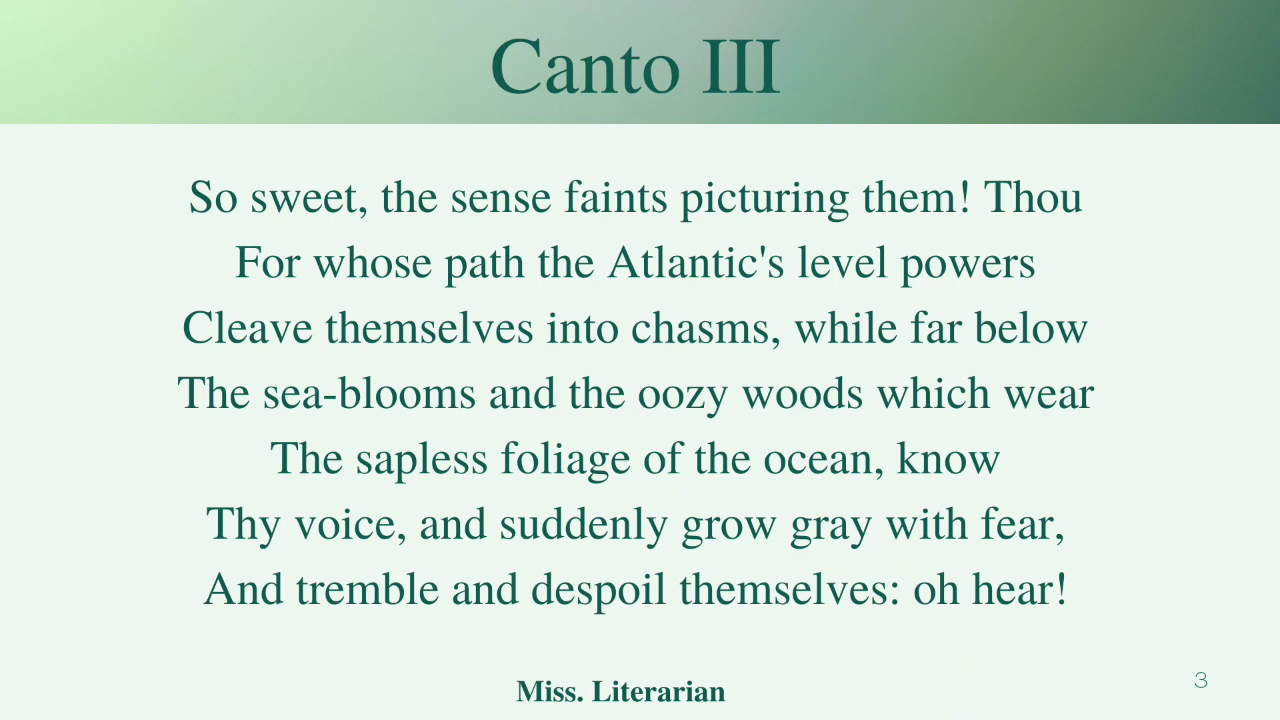 Canto III
So sweet, the sense faints picturing them! Thou
For whose path the Atlantic's level powers
Cleave themselves into chasms, while far below
The sea-blooms and the oozy woods which wear
The sapless foliage of the ocean, know
Thy voice, and suddenly grow gray with fear,
And tremble and despoil themselves: oh hear!
Miss. Literarian
3